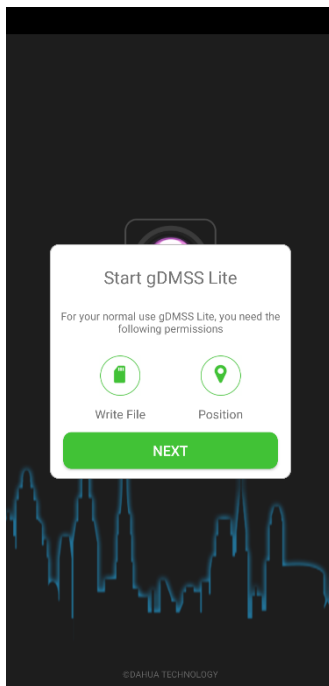 Start gDMSS Lite
For your normal use gDMSS Lite, you need the
following permissions
Write File
Position
NEXT
©DAHUA TECHNOLOGY